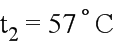 t₂ = 57°C